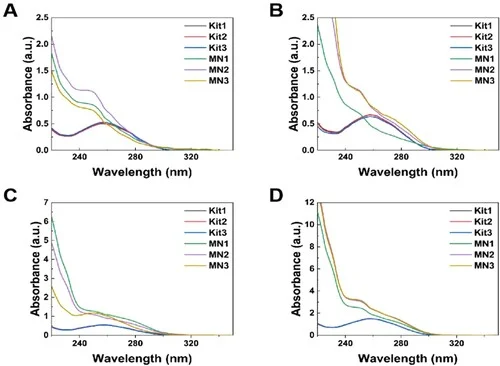 A
Absorbance (a.u.)
2.5
2.0
1.5
1.0
0.5
0.0
240
280
320
Wavelength (nm)
Kit1
Kit2
Kit3
MN1
MN2
MN3
B
Absorbance (a.u.)
2.5
2.0
1.5
1.0
0.5
0.0
240
280
320
Wavelength (nm)
Kit1
Kit2
Kit3
MN1
MN2
MN3
C
Absorbance (a.u.)
7
6
5
4
3
2
1
0
240
280
320
Wavelength (nm)
Kit1
Kit2
Kit3
MN1
MN2
MN3
D
Absorbance (a.u.)
12
10
8
6
4
2
0
240
280
320
Wavelength (nm)
Kit1
Kit2
Kit3
MN1
MN2
MN3